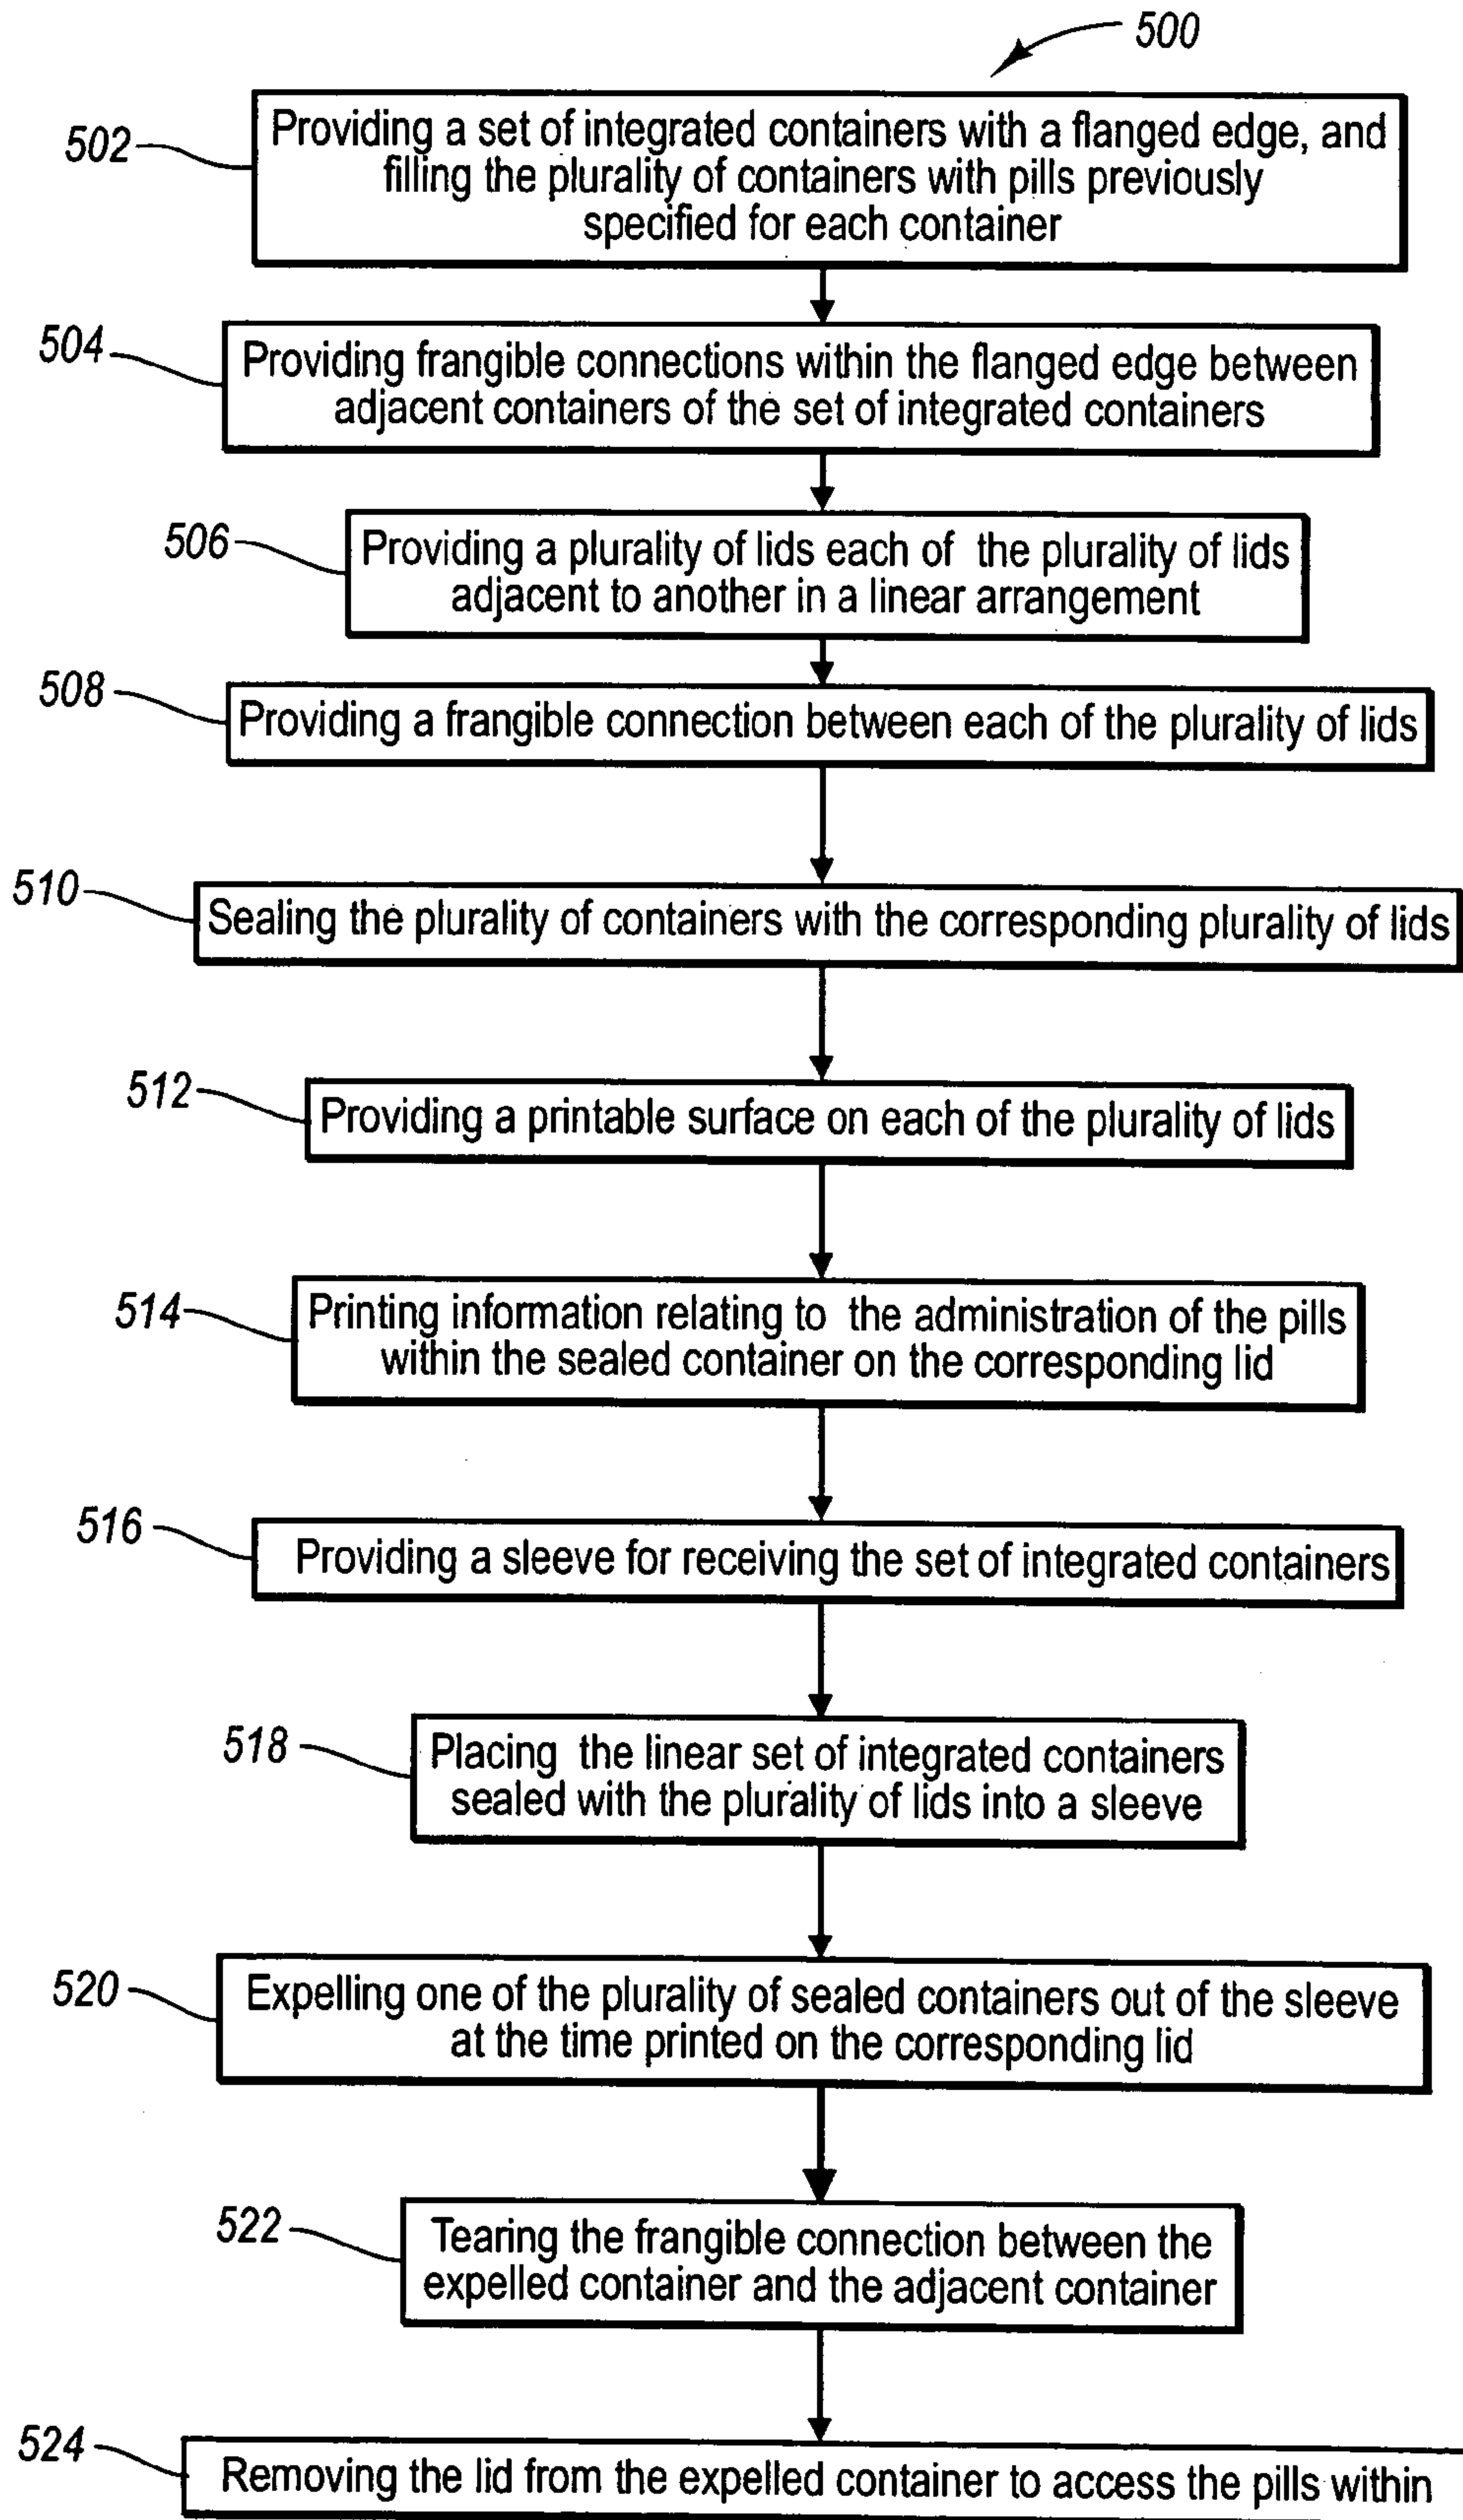 500
502
Providing a set of integrated containers with a flanged edge, and
filling the plurality of containers with pills previously
specified for each container
504
Providing frangible connections within the flanged edge between
adjacent containers of the set of integrated containers
506
Providing a plurality of lids each of the plurality of lids
adjacent to another in a linear arrangement
508
Providing a frangible connection between each of the plurality of lids
510
Sealing the plurality of containers with the corresponding plurality of lids
512
Providing a printable surface on each of the plurality of lids
514
Printing information relating to the administration of the pills
within the sealed container on the corresponding lid
516
Providing a sleeve for receiving the set of integrated containers
518
Placing the linear set of integrated containers
sealed with the plurality of lids into a sleeve
520
Expelling one of the plurality of sealed containers out of the sleeve
at the time printed on the corresponding lid
522
Tearing the frangible connection between the
expelled container and the adjacent container
524
Removing the lid from the expelled container to access the pills within